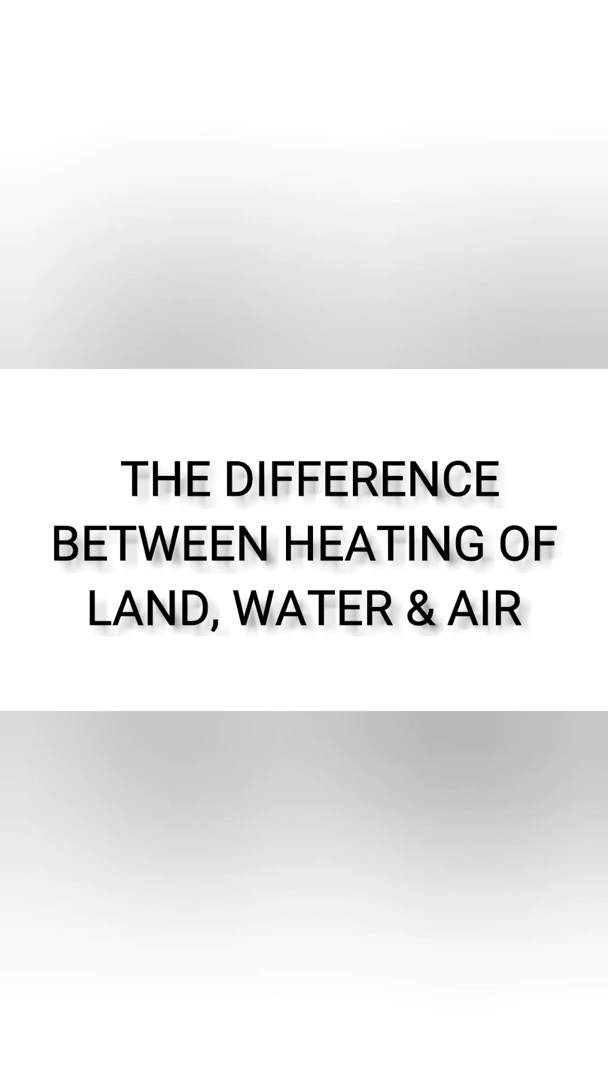 THE DIFFERENCE
BETWEEN HEATING OF
LAND, WATER & AIR